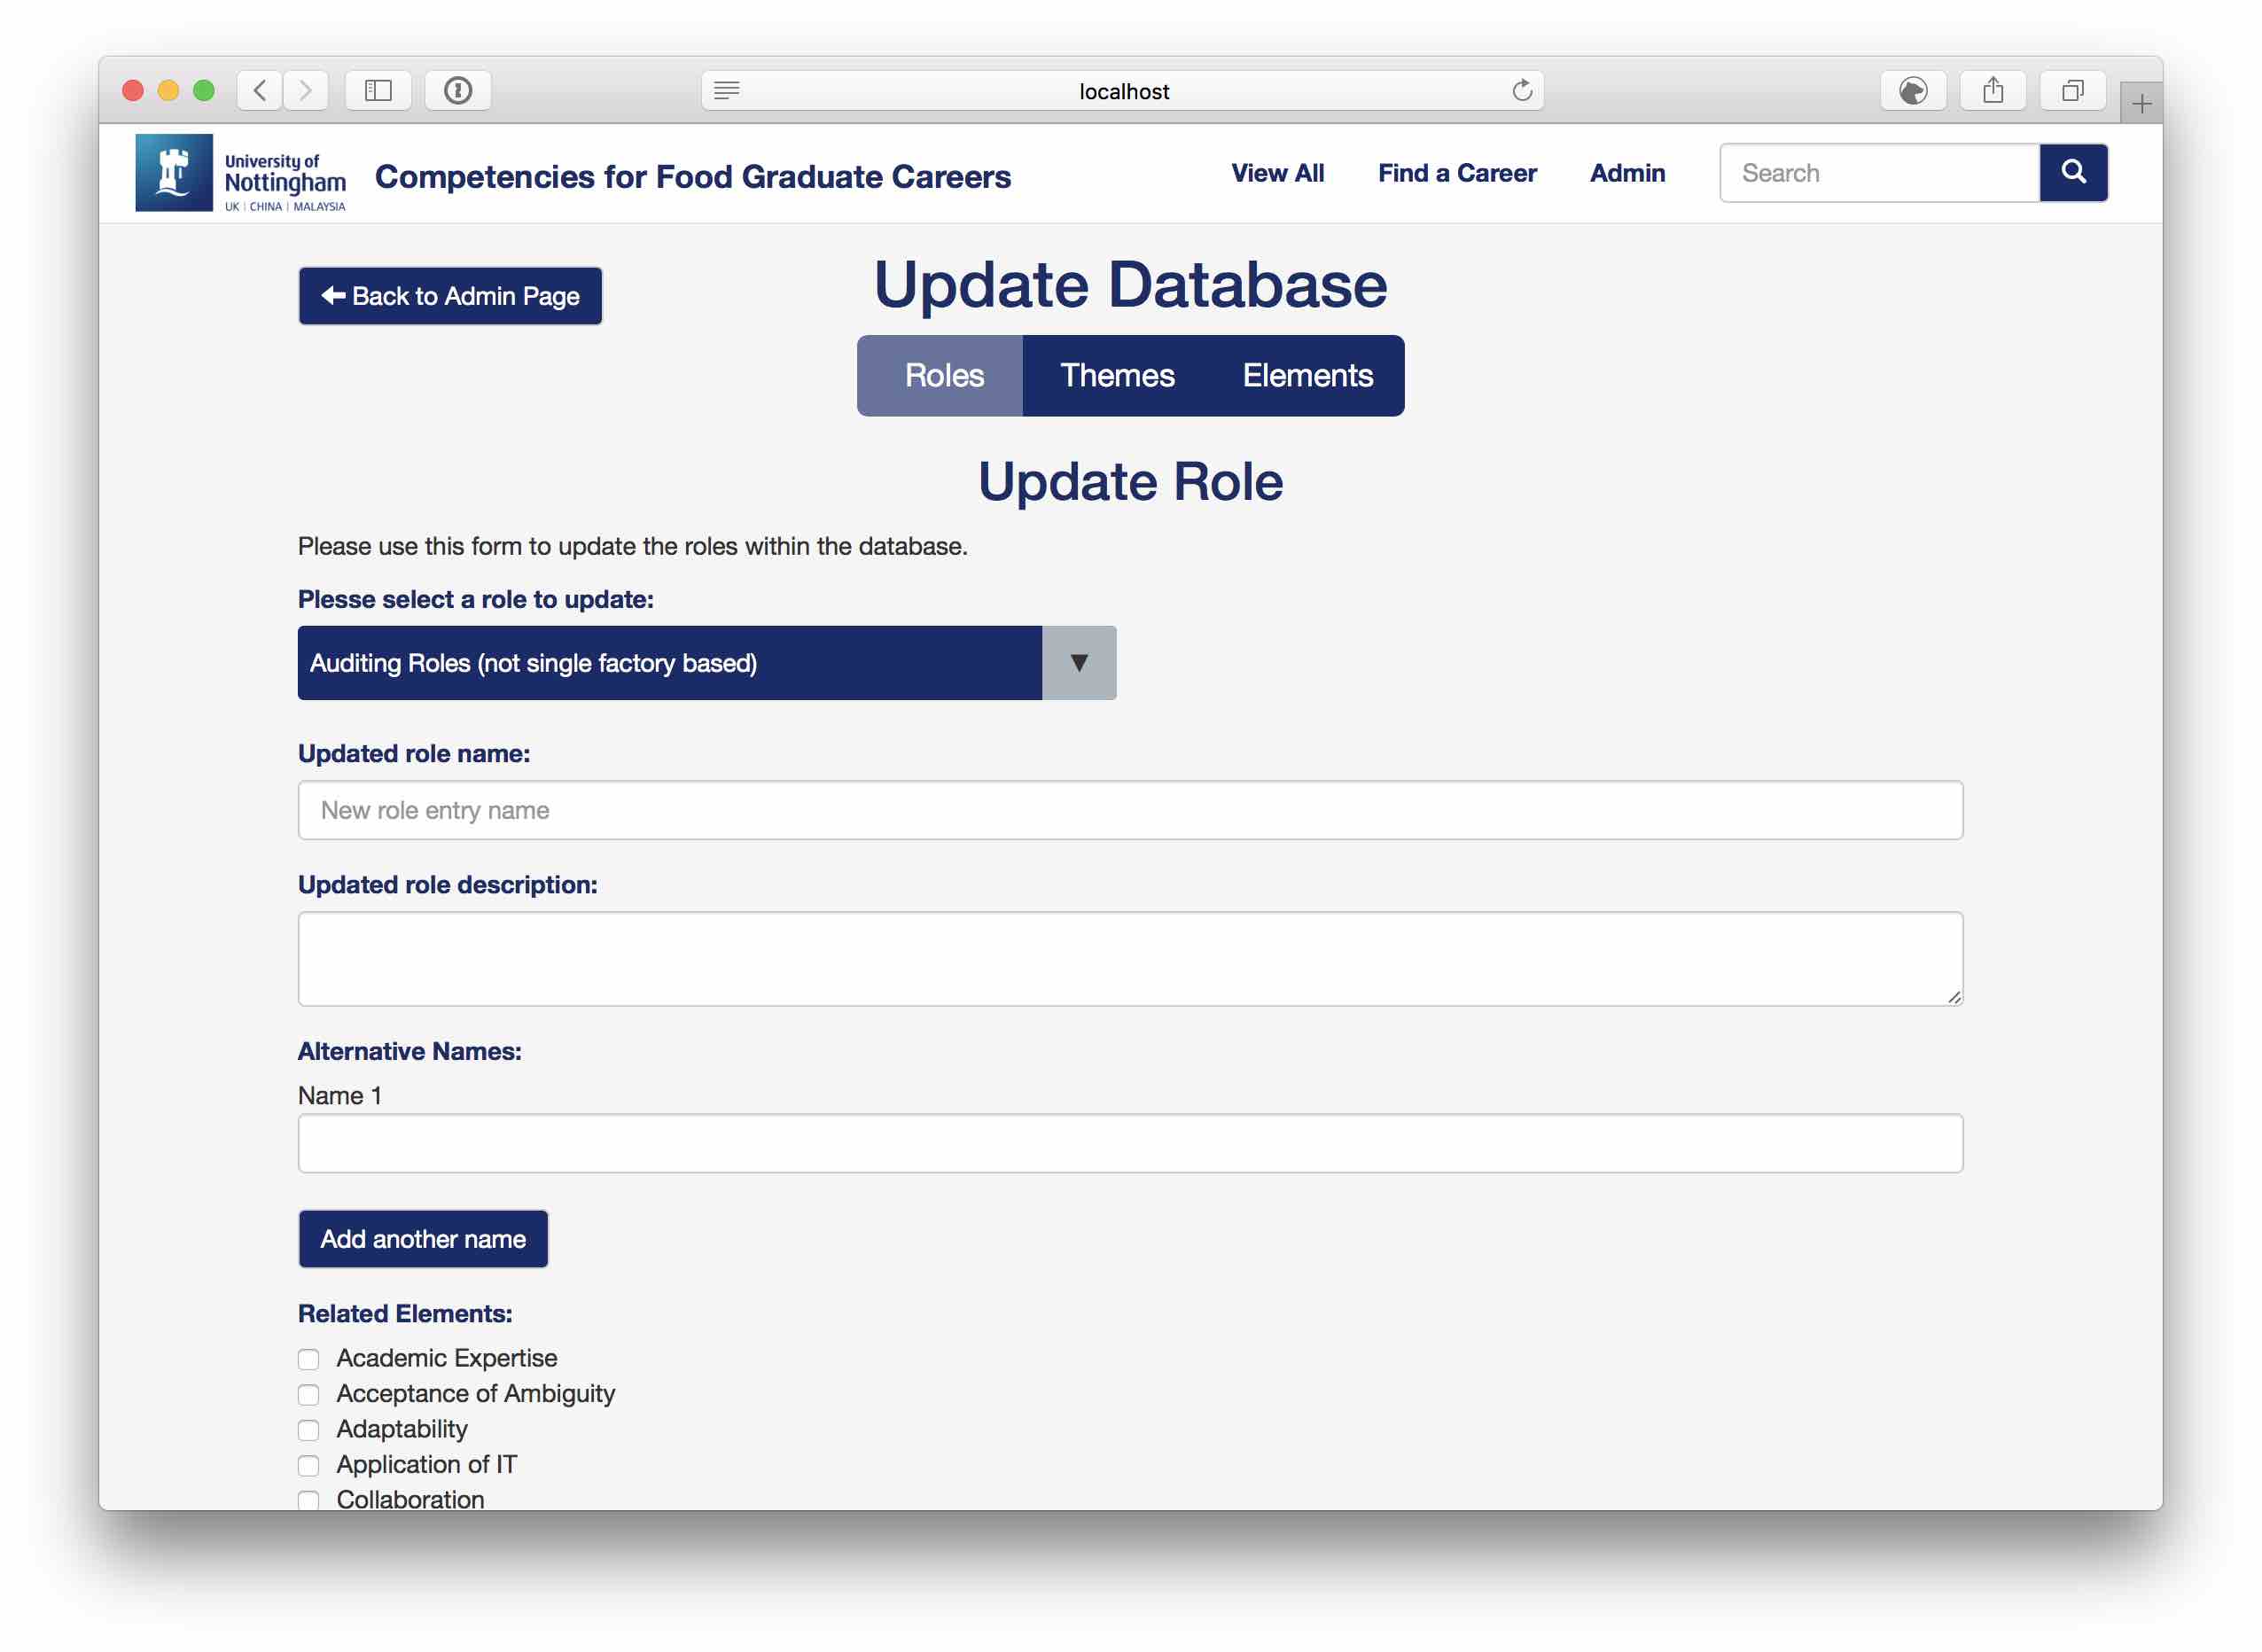 localhost
University of
Nottingham
UK | CHINA | MALAYSIA
Competencies for Food Graduate Careers
View All
Find a Career
Admin
Search
Back to Admin Page
Update Database
Roles
Themes
Elements
Update Role
Please use this form to update the roles within the database.
Plesse select a role to update:
Auditing Roles (not single factory based)
Updated role name:
New role entry name
Updated role description:
Alternative Names:
Name 1
Add another name
Related Elements:
Academic Expertise
Acceptance of Ambiguity
Adaptability
Application of IT
Collaboration